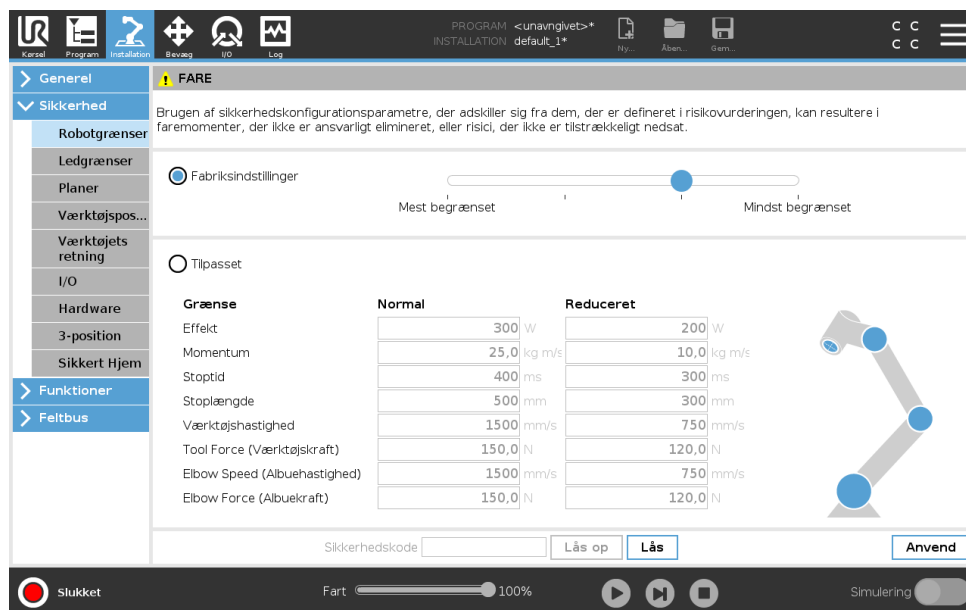 UR
Kørsel
Program
Installation
Bevæg
I/O
Log
PROGRAM <unavngivet>*
INSTALLATION default_1*
Ny...
Åben...
Gem...
C C
C C
Generel
Sikkerhed
Robotgrænser
Ledgrænser
Planer
Værktøjspos...
Værktøjets
retning
I/O
Hardware
3-position
Sikkert Hjem
Funktioner
Feltbus
FARE
Brugen af sikkerhedskonfigurationsparametre, der adskiller sig fra dem, der er defineret i risikovurderingen, kan resultere i
faremomenter, der ikke er ansvarligt elimineret, eller risici, der ikke er tilstrækkeligt nedsat.
Fabriksindstillinger
Mest begrænset Mindst begrænset
Tilpasset
Grænse Normal Reduceret
Effekt 300 W 200 W
Momentum 25,0 kg m/s 10,0 kg m/s
Stoptid 400 ms 300 ms
Stoplængde 500 mm 300 mm
Værktøjshastighed 1500 mm/s 750 mm/s
Tool Force (Værktøjskraft) 150,0 N 120,0 N
Elbow Speed (Albuehastighed) 1500 mm/s 750 mm/s
Elbow Force (Albuekraft) 150,0 N 120,0 N
Sikkerhedskode Lås op Lås Anvend
Slukket Fart 100% Simulering